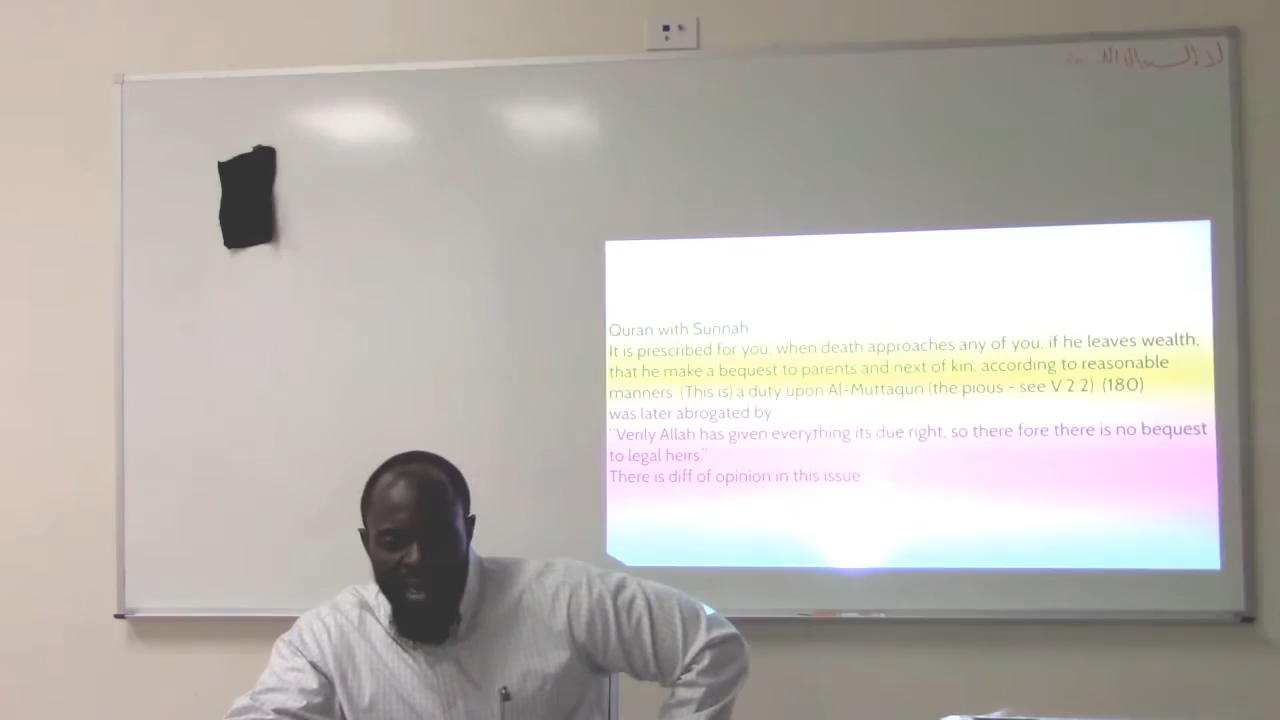 Quran with Sunnah
It is prescribed for you, when death approaches any of you, if he leaves wealth,
that he make a bequest to parents and next of kin, according to reasonable
manners. (This is) a duty upon Al-Muttaqun (the pious - see V.2:2). (180)
was later abrogated by
"Verily Allah has given everything its due right, so there fore there is no bequest
to legal heirs."
There is diff of opinion in this issue